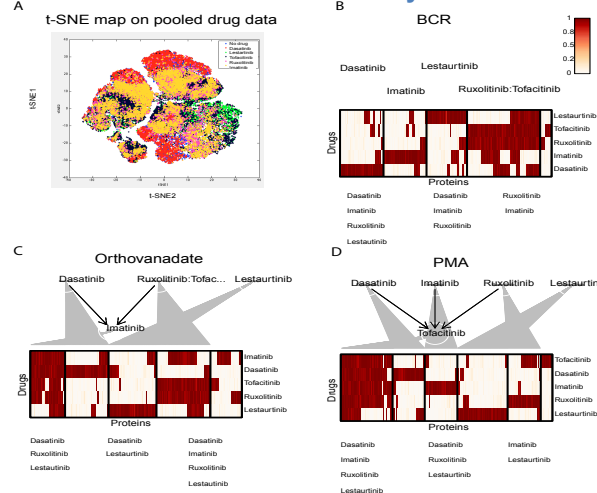 A
t-SNE map on pooled drug data
No drug
Dasatinib
Lestaurtinib
Tofacitinib
Ruxolitinib
Imatinib
t-SNE1
t-SNE2
B
BCR
1
0.8
0.6
0.4
0.2
0
Dasatinib
Lestaurtinib
Imatinib
Ruxolitinib:Tofacitinib
Drugs
Lestaurtinib
Tofacitinib
Ruxolitinib
Imatinib
Dasatinib
Proteins
Dasatinib Dasatinib Ruxolitinib
Imatinib Imatinib Imatinib
Ruxolitinib Ruxolitinib
Lestautinib
C
Orthovanadate
Dasatinib Ruxolitinib:Tofac... Lestaurtinib
Imatinib
Drugs
Imatinib
Dasatinib
Tofacitinib
Ruxolitinib
Lestaurtinib
Proteins
Dasatinib Dasatinib Dasatinib
Ruxolitinib Lestaurtinib Imatinib
Lestautinib Ruxolitinib
Lestautinib
D
PMA
Dasatinib Imatinib Ruxolitinib Lestaurtin
Tofacitinib
Drugs
Tofacitinib
Dasatinib
Imatinib
Ruxolitinib
Lestaurtinib
Proteins
Dasatinib Dasatinib Imatinib
Imatinib Ruxolitinib Lestaurtinib
Ruxolitinib Lestaurtinib
Lestaurtinib